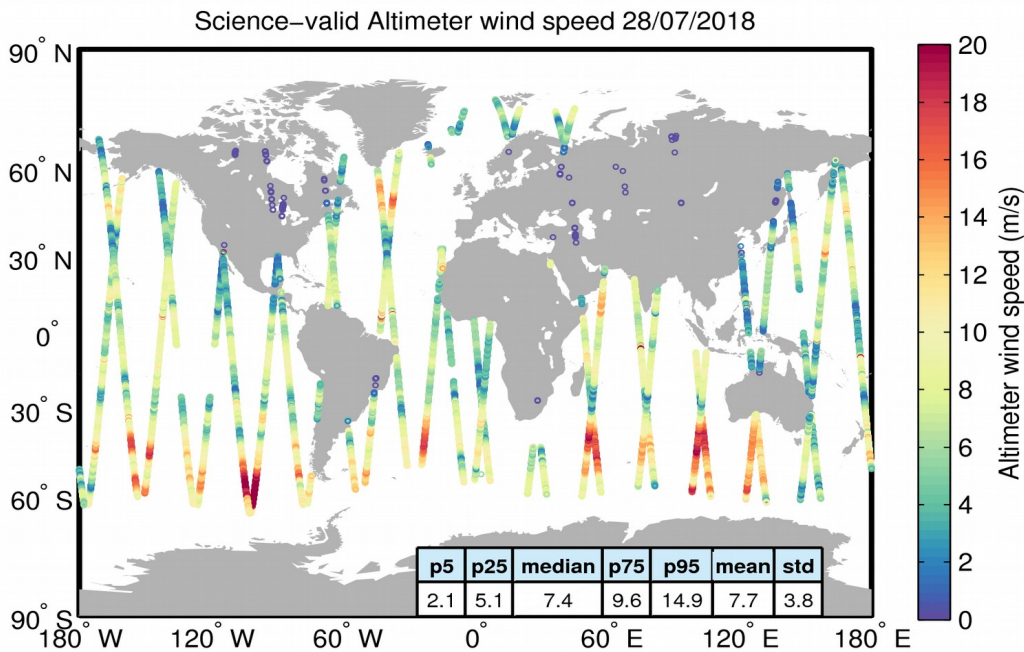 Science−valid Altimeter wind speed 28/07/2018
90° N
60° N
30° N
0°
30° S
60° S
90° S
180° W
120° W
60° W
0°
60° E
120° E
180° E
p5 p25 median p75 p95 mean std
2.1 5.1 7.4 9.6 14.9 7.7 3.8
20
18
16
14
12
10
8
6
4
2
0
Altimeter wind speed (m/s)